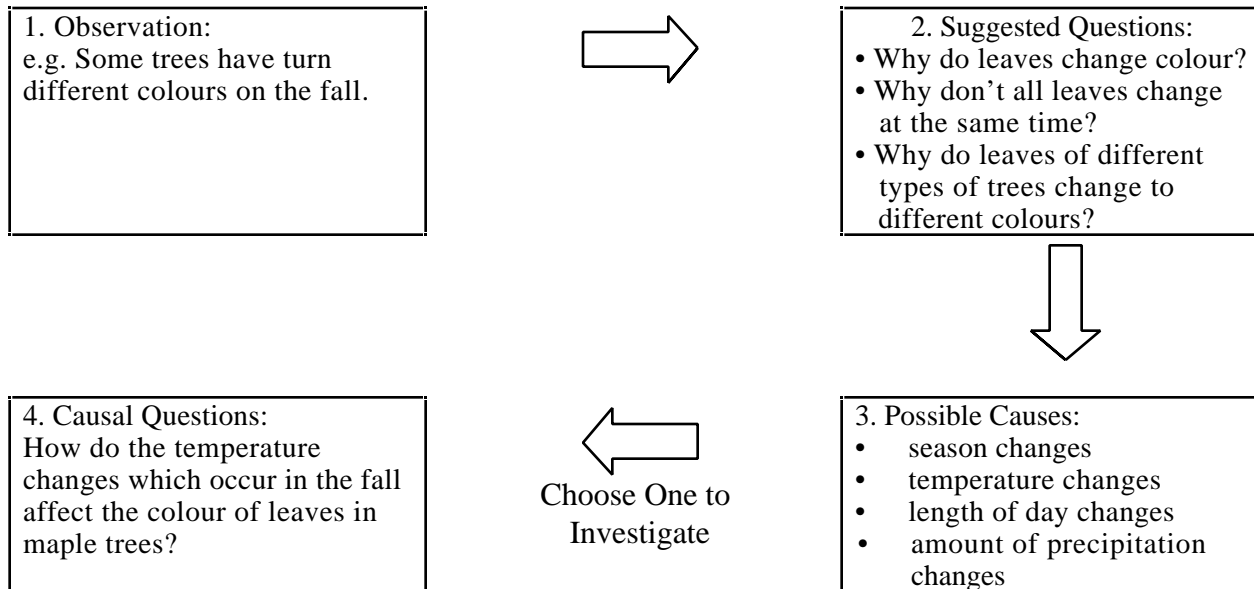 1. Observation:
e.g. Some trees have turn
different colours on the fall.
2. Suggested Questions:
• Why do leaves change colour?
• Why don't all leaves change
at the same time?
• Why do leaves of different
types of trees change to
different colours?
3. Possible Causes:
• season changes
• temperature changes
• length of day changes
• amount of precipitation
changes
Choose One to
Investigate
4. Causal Questions:
How do the temperature
changes which occur in the fall
affect the colour of leaves in
maple trees?